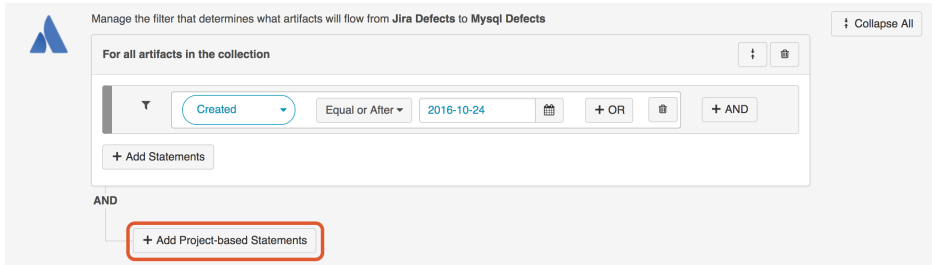 Manage the filter that determines what artifacts will flow from Jira Defects to Mysql Defects
Collapse All
For all artifacts in the collection
Created
Equal or After
2016-10-24
+ OR
+ AND
+ Add Statements
AND
+ Add Project-based Statements